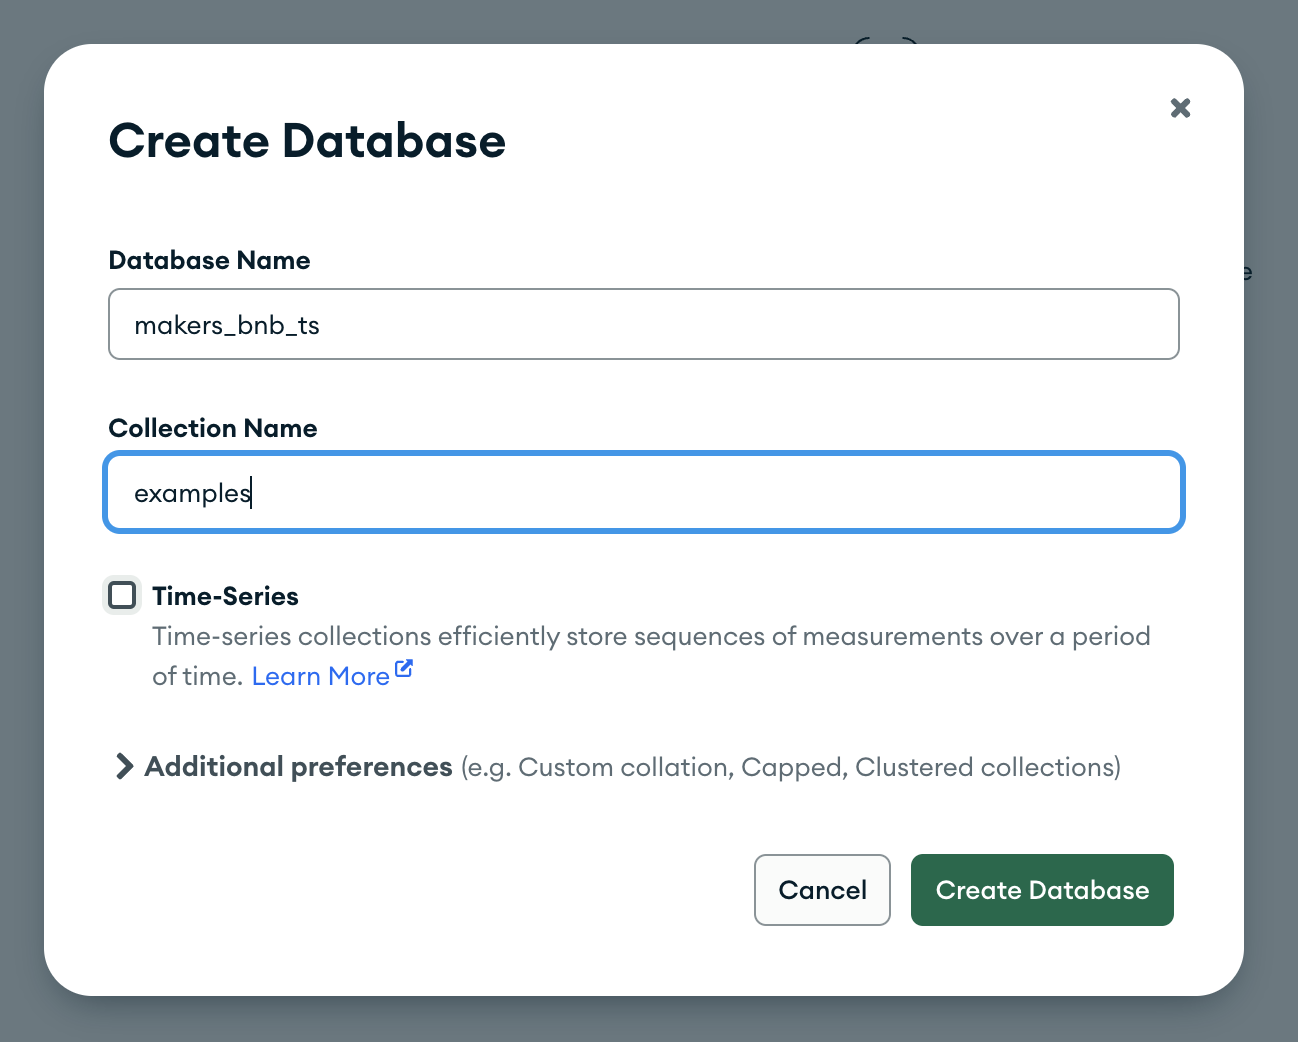 Create Database
Database Name
makers_bnb_ts
Collection Name
examples
Time-Series
Time-series collections efficiently store sequences of measurements over a period
of time. Learn More
Additional preferences (e.g. Custom collation, Capped, Clustered collections)
Cancel
Create Database